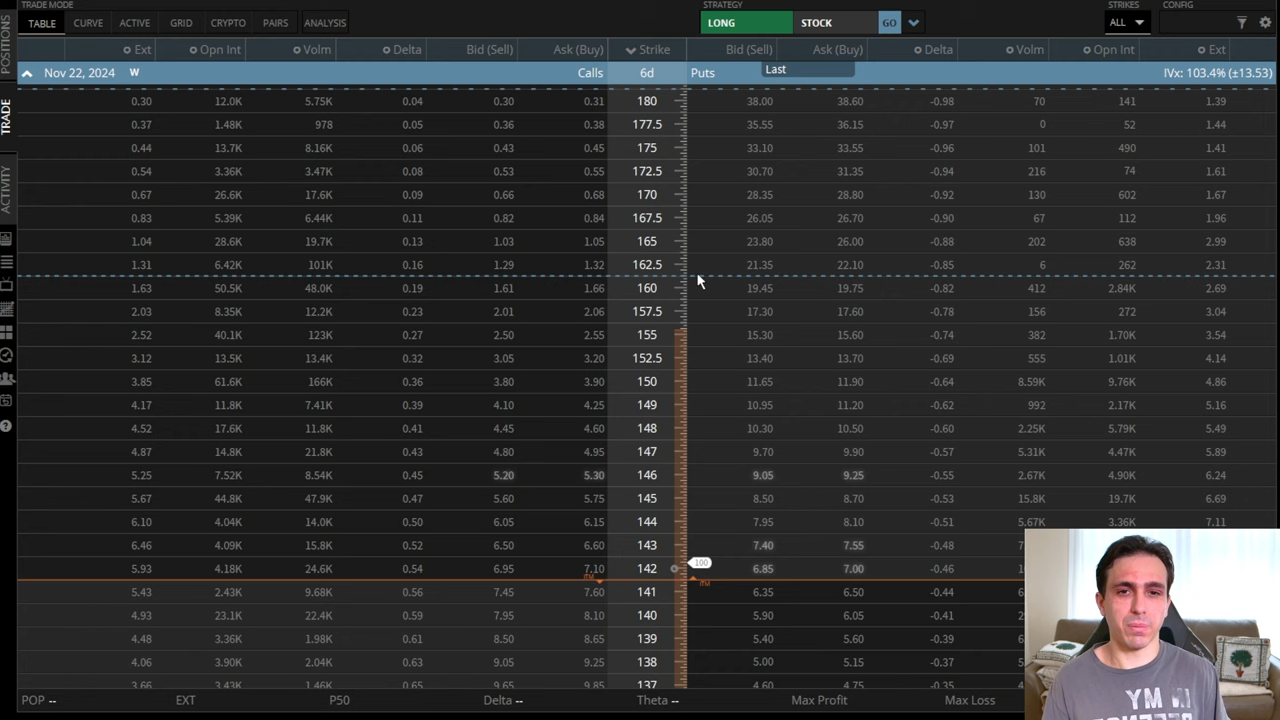 TRADE MODE STRATEGY STRIKES CONFIG
TABLE CURVE ACTIVE GRID CRYPTO PAIRS ANALYSIS LONG STOCK GO ALL
POSITIONS
TRADE
ACTIVITY
Ext Opn Int Volm Delta Bid (Sell) Ask (Buy) Strike Bid (Sell) Ask (Buy) Delta Volm Opn Int Ext
Last
Nov 22, 2024 W Calls 6d Puts IVx: 103.4% (±13.53)
0.30 12.0K 5.75K 0.04 0.30 0.31 180 38.00 38.60 -0.98 70 141 1.39
0.37 1.48K 978 0.05 0.36 0.38 177.5 35.55 36.15 -0.97 0 52 1.44
0.44 13.7K 8.16K 0.06 0.43 0.45 175 33.10 33.55 -0.96 101 490 1.41
0.54 3.36K 3.47K 0.08 0.53 0.55 172.5 30.70 31.35 -0.94 216 74 1.61
0.67 26.6K 17.6K 0.09 0.66 0.68 170 28.35 28.80 -0.92 130 602 1.67
0.83 5.39K 6.44K 0.11 0.82 0.84 167.5 26.05 26.70 -0.90 67 112 1.96
1.04 28.6K 19.7K 0.13 1.03 1.05 165 23.80 26.00 -0.88 202 638 2.99
1.31 6.42K 101K 0.16 1.29 1.32 162.5 21.35 22.10 -0.85 6 262 2.31
1.63 50.5K 48.0K 0.19 1.61 1.66 160 19.45 19.75 -0.82 412 2.84K 2.69
2.03 8.35K 12.2K 0.23 2.01 2.06 157.5 17.30 17.60 -0.78 156 272 3.04
2.52 40.1K 123K 0.27 2.50 2.55 155 15.30 15.60 -0.74 382 1.70K 3.54
3.12 13.5K 13.4K 0.32 3.05 3.20 152.5 13.40 13.70 -0.69 555 1.01K 4.14
3.85 61.6K 166K 0.36 3.80 3.90 150 11.65 11.90 -0.64 8.59K 9.76K 4.86
4.17 11.8K 7.41K 0.39 4.10 4.25 149 10.95 11.20 -0.62 992 2.17K 5.16
4.52 17.6K 11.8K 0.41 4.45 4.60 148 10.30 10.50 -0.60 2.25K 5.79K 5.49
4.87 14.8K 21.8K 0.43 4.80 4.95 147 9.70 9.90 -0.57 5.31K 4.47K 5.89
5.25 7.52K 8.54K 0.45 5.20 5.30 146 9.05 9.25 -0.55 2.67K 4.90K 6.24
5.67 44.8K 47.9K 0.47 5.60 5.75 145 8.50 8.70 -0.53 15.8K 19.7K 6.69
6.10 4.04K 14.0K 0.50 6.05 6.15 144 7.95 8.10 -0.51 5.67K 3.36K 7.11
6.46 4.09K 15.8K 0.52 6.50 6.60 143 7.40 7.55 -0.48
100
5.93 4.18K 24.6K 0.54 6.95 7.10 142 6.85 7.00 -0.46
ITM ITM
5.43 2.43K 9.68K 0.56 7.45 7.60 141 6.35 6.50 -0.44
4.93 23.1K 22.4K 0.59 7.95 8.10 140 5.90 6.05 -0.41
4.48 3.36K 1.98K 0.61 8.50 8.65 139 5.40 5.60 -0.39
4.06 3.90K 2.04K 0.63 9.05 9.25 138 5.00 5.15 -0.37
3.66 3.43K 1.46K 0.65 9.65 9.85 137 4.60 4.75 -0.35
POP -- EXT P50 Delta -- Theta -- Max Profit Max Loss
IN MY